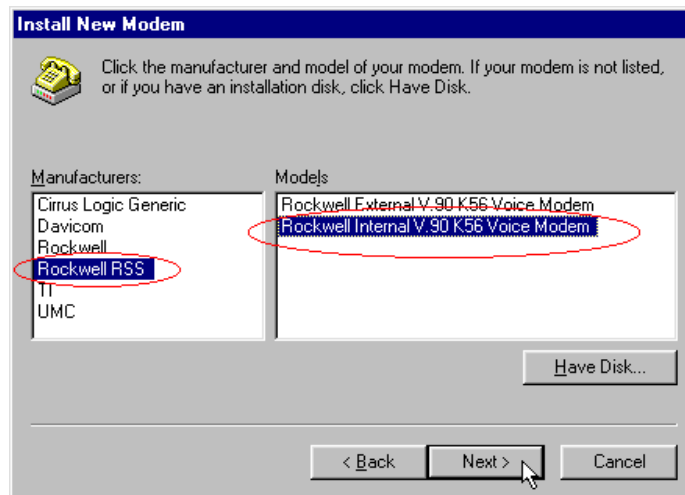 Install New Modem
Click the manufacturer and model of your modem. If your modem is not listed,
or if you have an installation disk, click Have Disk.
Manufacturers:
Models
Cirrus Logic Generic
Davicom
Rockwell
Rockwell RSS
TI
UMC
Rockwell External V.90 K56 Voice Modem
Rockwell Internal V.90 K56 Voice Modem
Have Disk...
< Back
Next >
Cancel